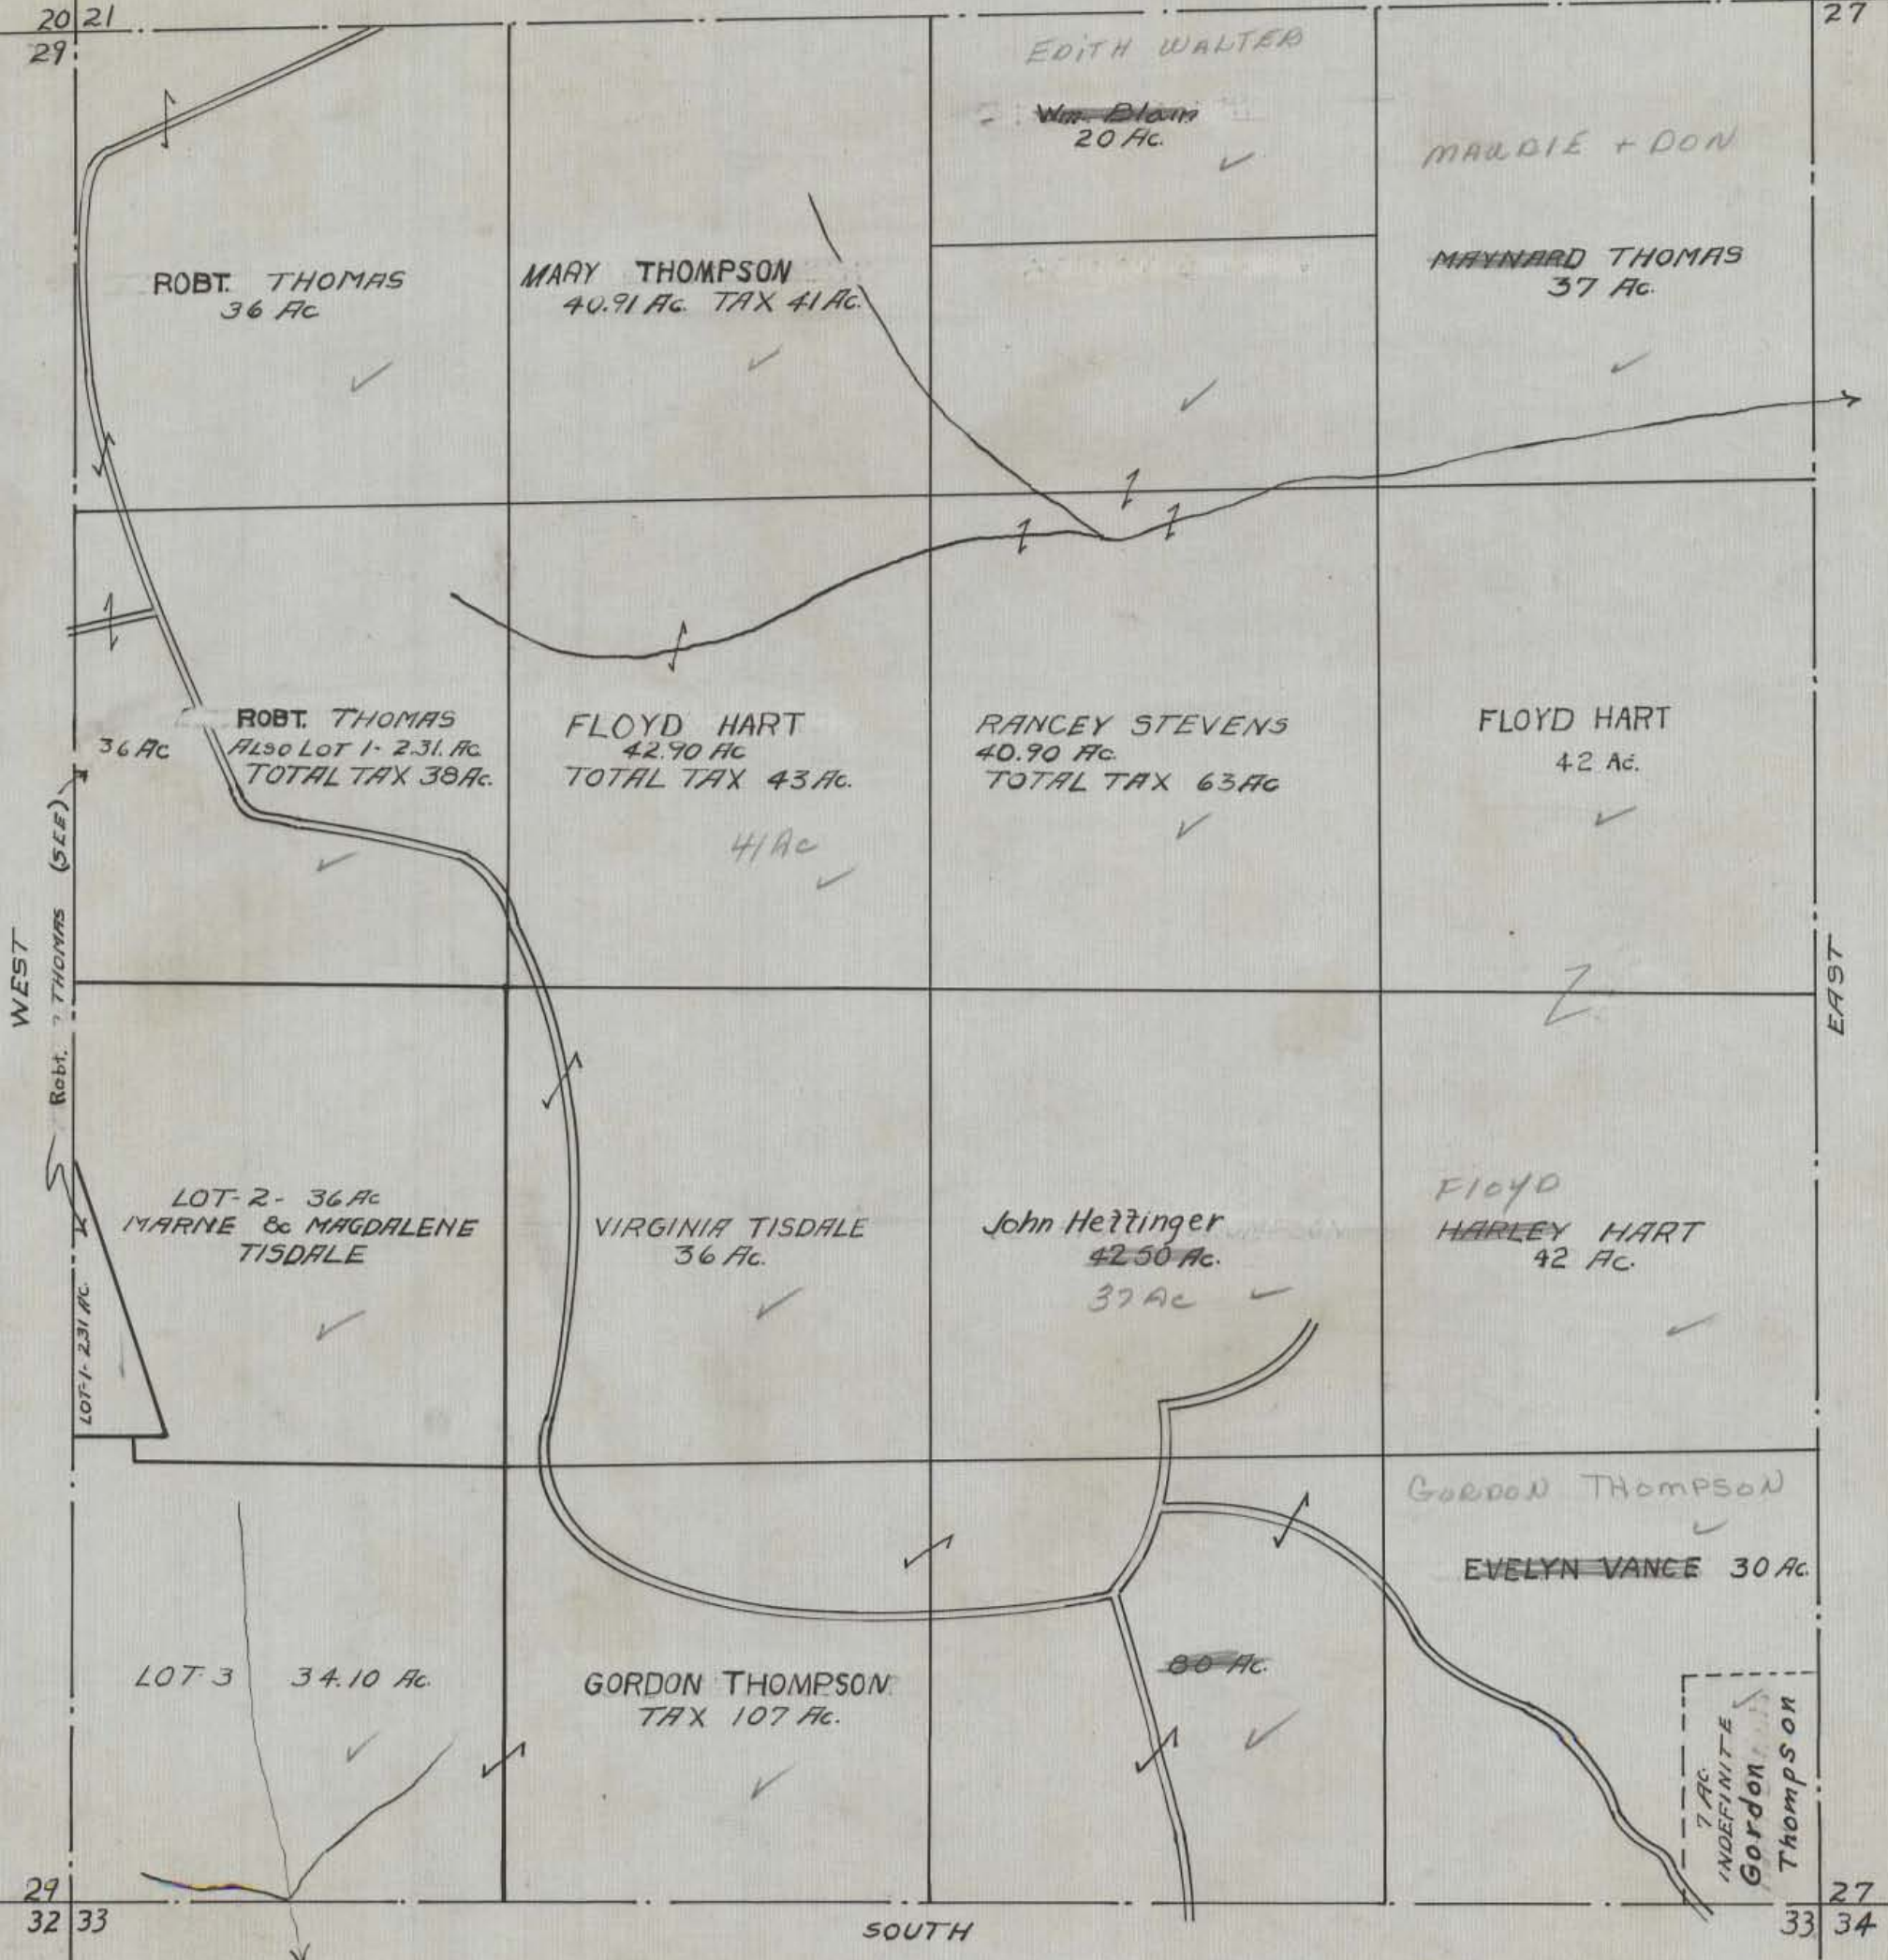 20 21
27
29
EDITH WALTER
Wm. Blain
20 Ac.
MAUDIE + DON
MAYNARD THOMAS
37 Ac.
ROBT. THOMAS
36 Ac
MARY THOMPSON
40.91 Ac. TAX 41 Ac.
36 Ac
ROBT. THOMAS
ALSO LOT 1- 2.31. Ac
TOTAL TAX 38 Ac.
FLOYD HART
42.90 Ac
TOTAL TAX 43 Ac.
41 Ac
RANCEY STEVENS
40.90 Ac.
TOTAL TAX 63 Ac
FLOYD HART
42 Ac.
WEST
Robt. ? THOMAS (SEE)
EAST
LOT-2- 36 Ac
MARNE & MAGDALENE
TISDALE
LOT-1- 2.31 Ac.
VIRGINIA TISDALE
36 Ac.
John Hettinger
42.50 Ac.
37 Ac
FLOYD
HARLEY HART
42 Ac.
GORDON THOMPSON
EVELYN VANCE 30 Ac.
LOT-3 34.10 Ac.
GORDON THOMPSON
TAX 107 Ac.
80 Ac.
7 Ac.
INDEFINITE
Gordon
Thompson
29
27
32 33
SOUTH
33 34